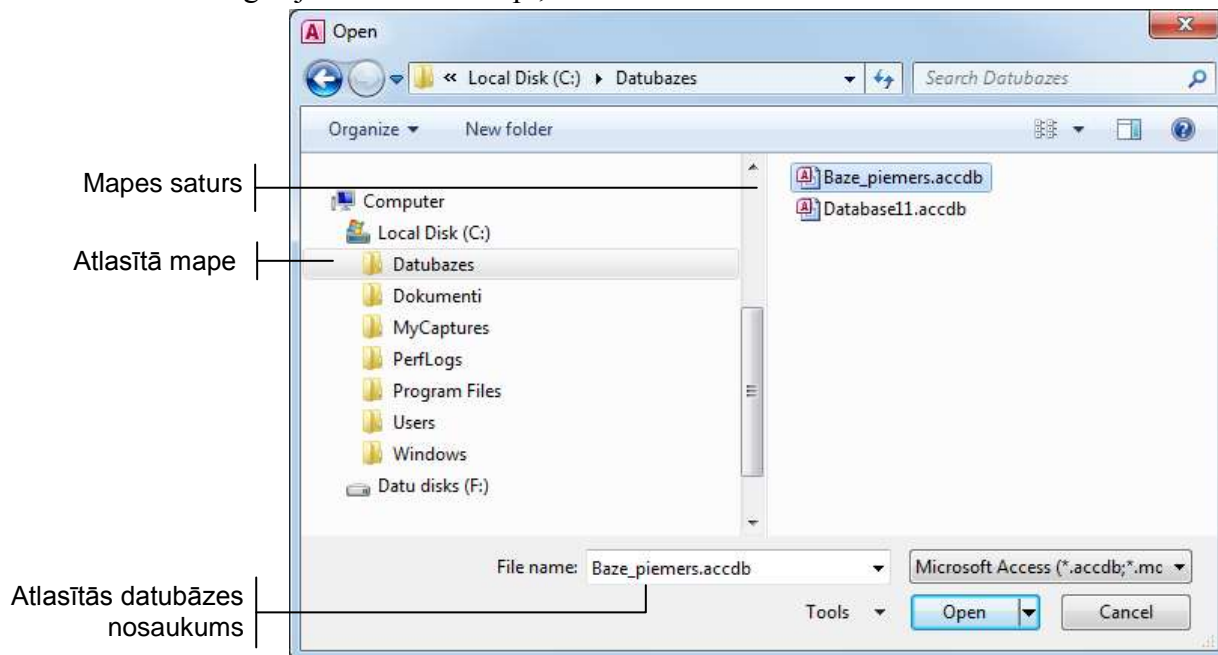 Open
« Local Disk (C:) Datubazes
Search Datubazes
Organize
New folder
Mapes saturs
Computer
Local Disk (C:)
Atlasītā mape
Datubazes
Dokumenti
MyCaptures
PerfLogs
Program Files
Users
Windows
Datu disks (F:)
Baze_piemers.accdb
Database11.accdb
File name: Baze_piemers.accdb
Microsoft Access (*.accdb;*.mc
Atlasītās datubāzes
nosaukums
Tools
Open
Cancel